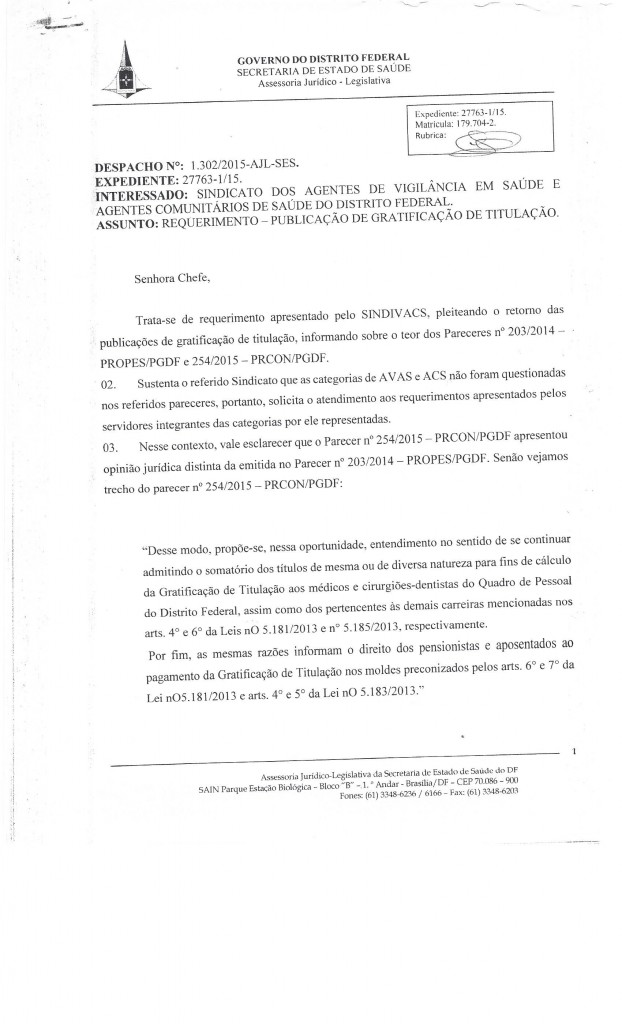 GOVERNO DO DISTRITO FEDERAL
SECRETARIA DE ESTADO DE SAÚDE
Assessoria Jurídico - Legislativa
Expediente: 27763-1/15.
Matrícula: 179.704-2.
Rubrica:
DESPACHO Nº: 1.302/2015-AJL-SES.
EXPEDIENTE: 27763-1/15.
INTERESSADO: SINDICATO DOS AGENTES DE VIGILÂNCIA EM SAÚDE E
AGENTES COMUNITÁRIOS DE SAÚDE DO DISTRITO FEDERAL.
ASSUNTO: REQUERIMENTO – PUBLICAÇÃO DE GRATIFICAÇÃO DE TITULAÇÃO.
Senhora Chefe,
Trata-se de requerimento apresentado pelo SINDIVACS, pleiteando o retorno das
publicações de gratificação de titulação, informando sobre o teor dos Pareceres nº 203/2014 –
PROPES/PGDF e 254/2015 – PRCON/PGDF.
02. Sustenta o referido Sindicato que as categorias de AVAS e ACS não foram questionadas
nos referidos pareceres, portanto, solicita o atendimento aos requerimentos apresentados pelos
servidores integrantes das categorias por ele representadas.
03. Nesse contexto, vale esclarecer que o Parecer nº 254/2015 – PRCON/PGDF apresentou
opinião jurídica distinta da emitida no Parecer nº 203/2014 – PROPES/PGDF. Senão vejamos
trecho do parecer nº 254/2015 – PRCON/PGDF:
“Desse modo, propõe-se, nessa oportunidade, entendimento no sentido de se continuar
admitindo o somatório dos títulos de mesma ou de diversa natureza para fins de cálculo
da Gratificação de Titulação aos médicos e cirurgiões-dentistas do Quadro de Pessoal
do Distrito Federal, assim como dos pertencentes às demais carreiras mencionadas nos
arts. 4° e 6° da Leis nO 5.181/2013 e n° 5.185/2013, respectivamente.
Por fim, as mesmas razões informam o direito dos pensionistas e aposentados ao
pagamento da Gratificação de Titulação nos moldes preconizados pelos arts. 6° e 7° da
Lei nO5.181/2013 e arts. 4° e 5° da Lei nO 5.183/2013.”
1
Assessoria Jurídico-Legislativa da Secretaria de Estado de Saúde do DF
SAIN Parque Estação Biológica – Bloco “B” – 1. º Andar - Brasília/DF – CEP 70.086 – 900
Fones: (61) 3348-6236 / 6166 – Fax: (61) 3348-6203